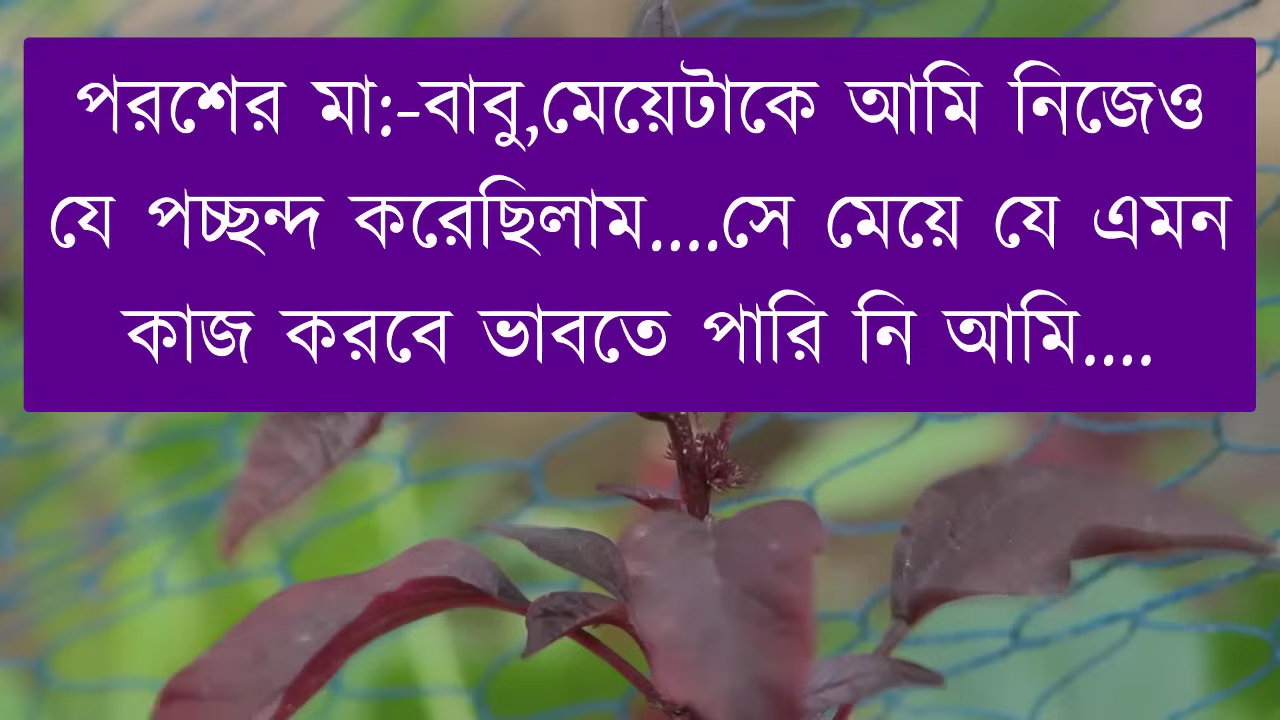 পরশের মা:-বাবু,মেয়েটাকে আমি নিজেও
যে পচ্ছন্দ করেছিলাম....সে মেয়ে যে এমন
কাজ করবে ভাবতে পারি নি আমি....